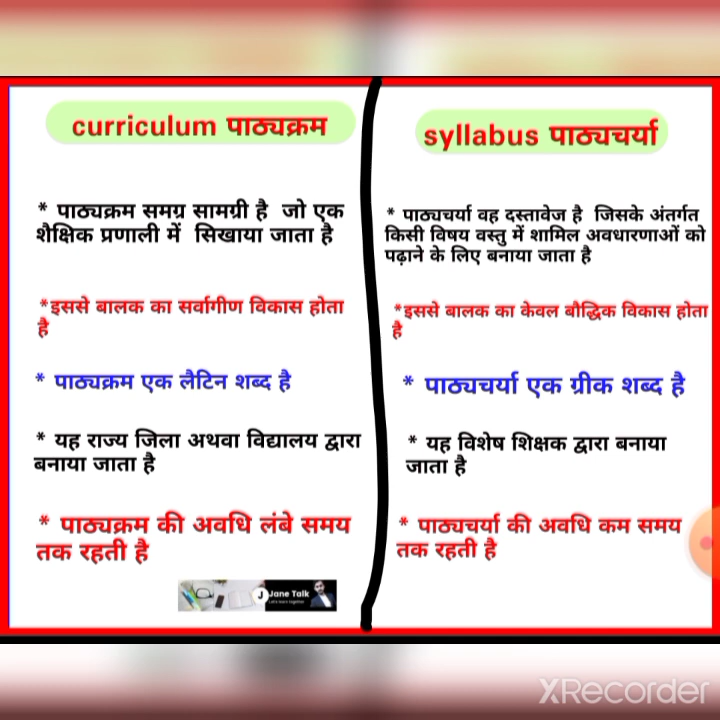 curriculum पाठ्यक्रम
* पाठ्यक्रम समग्र सामग्री है जो एक
शैक्षिक प्रणाली में सिखाया जाता है
*इससे बालक का सर्वागीण विकास होता
है
* पाठ्यक्रम एक लैटिन शब्द है
* यह राज्य जिला अथवा विद्यालय द्वारा
बनाया जाता है
* पाठ्यक्रम की अवधि लंबे समय
तक रहती है
J Jane Talk
Lets learn together
syllabus पाठ्यचर्या
* पाठ्यचर्या वह दस्तावेज है जिसके अंतर्गत
किसी विषय वस्तु में शामिल अवधारणाओं को
पढ़ाने के लिए बनाया जाता है
*इससे बालक का केवल बौद्धिक विकास होता
है
* पाठ्यचर्या एक ग्रीक शब्द है
* यह विशेष शिक्षक द्वारा बनाया
जाता है
* पाठ्यचर्या की अवधि कम समय
तक रहती है
XRecorder